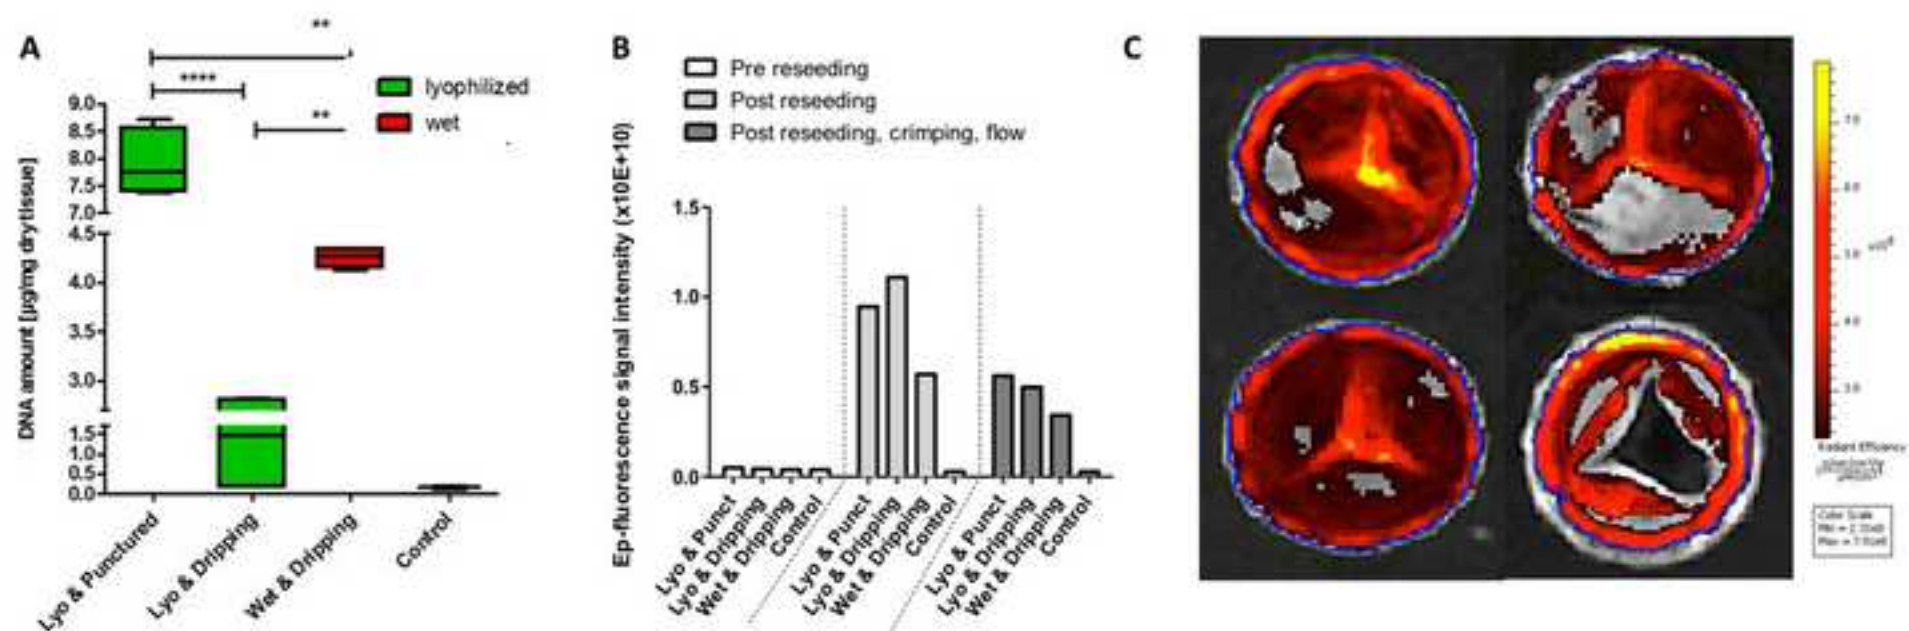 A
**
****
**
lyophilized
wet
DNA amount [µg/mg dry tissue]
9.0
8.5
8.0
7.5
7.0
4.5
4.0
3.5
3.0
1.5
1.0
0.5
0.0
Lyo & Punctured
Lyo & Dripping
Wet & Dripping
Control
B
Pre reseeding
Post reseeding
Post reseeding, crimping, flow
Ep-fluorescence signal intensity (x10E+10)
1.5
1.0
0.5
0.0
Lyo & Punct
Lyo & Dripping
Wet & Dripping
Control
Lyo & Punct
Lyo & Dripping
Wet & Dripping
Control
Lyo & Punct
Lyo & Dripping
Wet & Dripping
Control
C
Radiant Efficiency
Color Scale